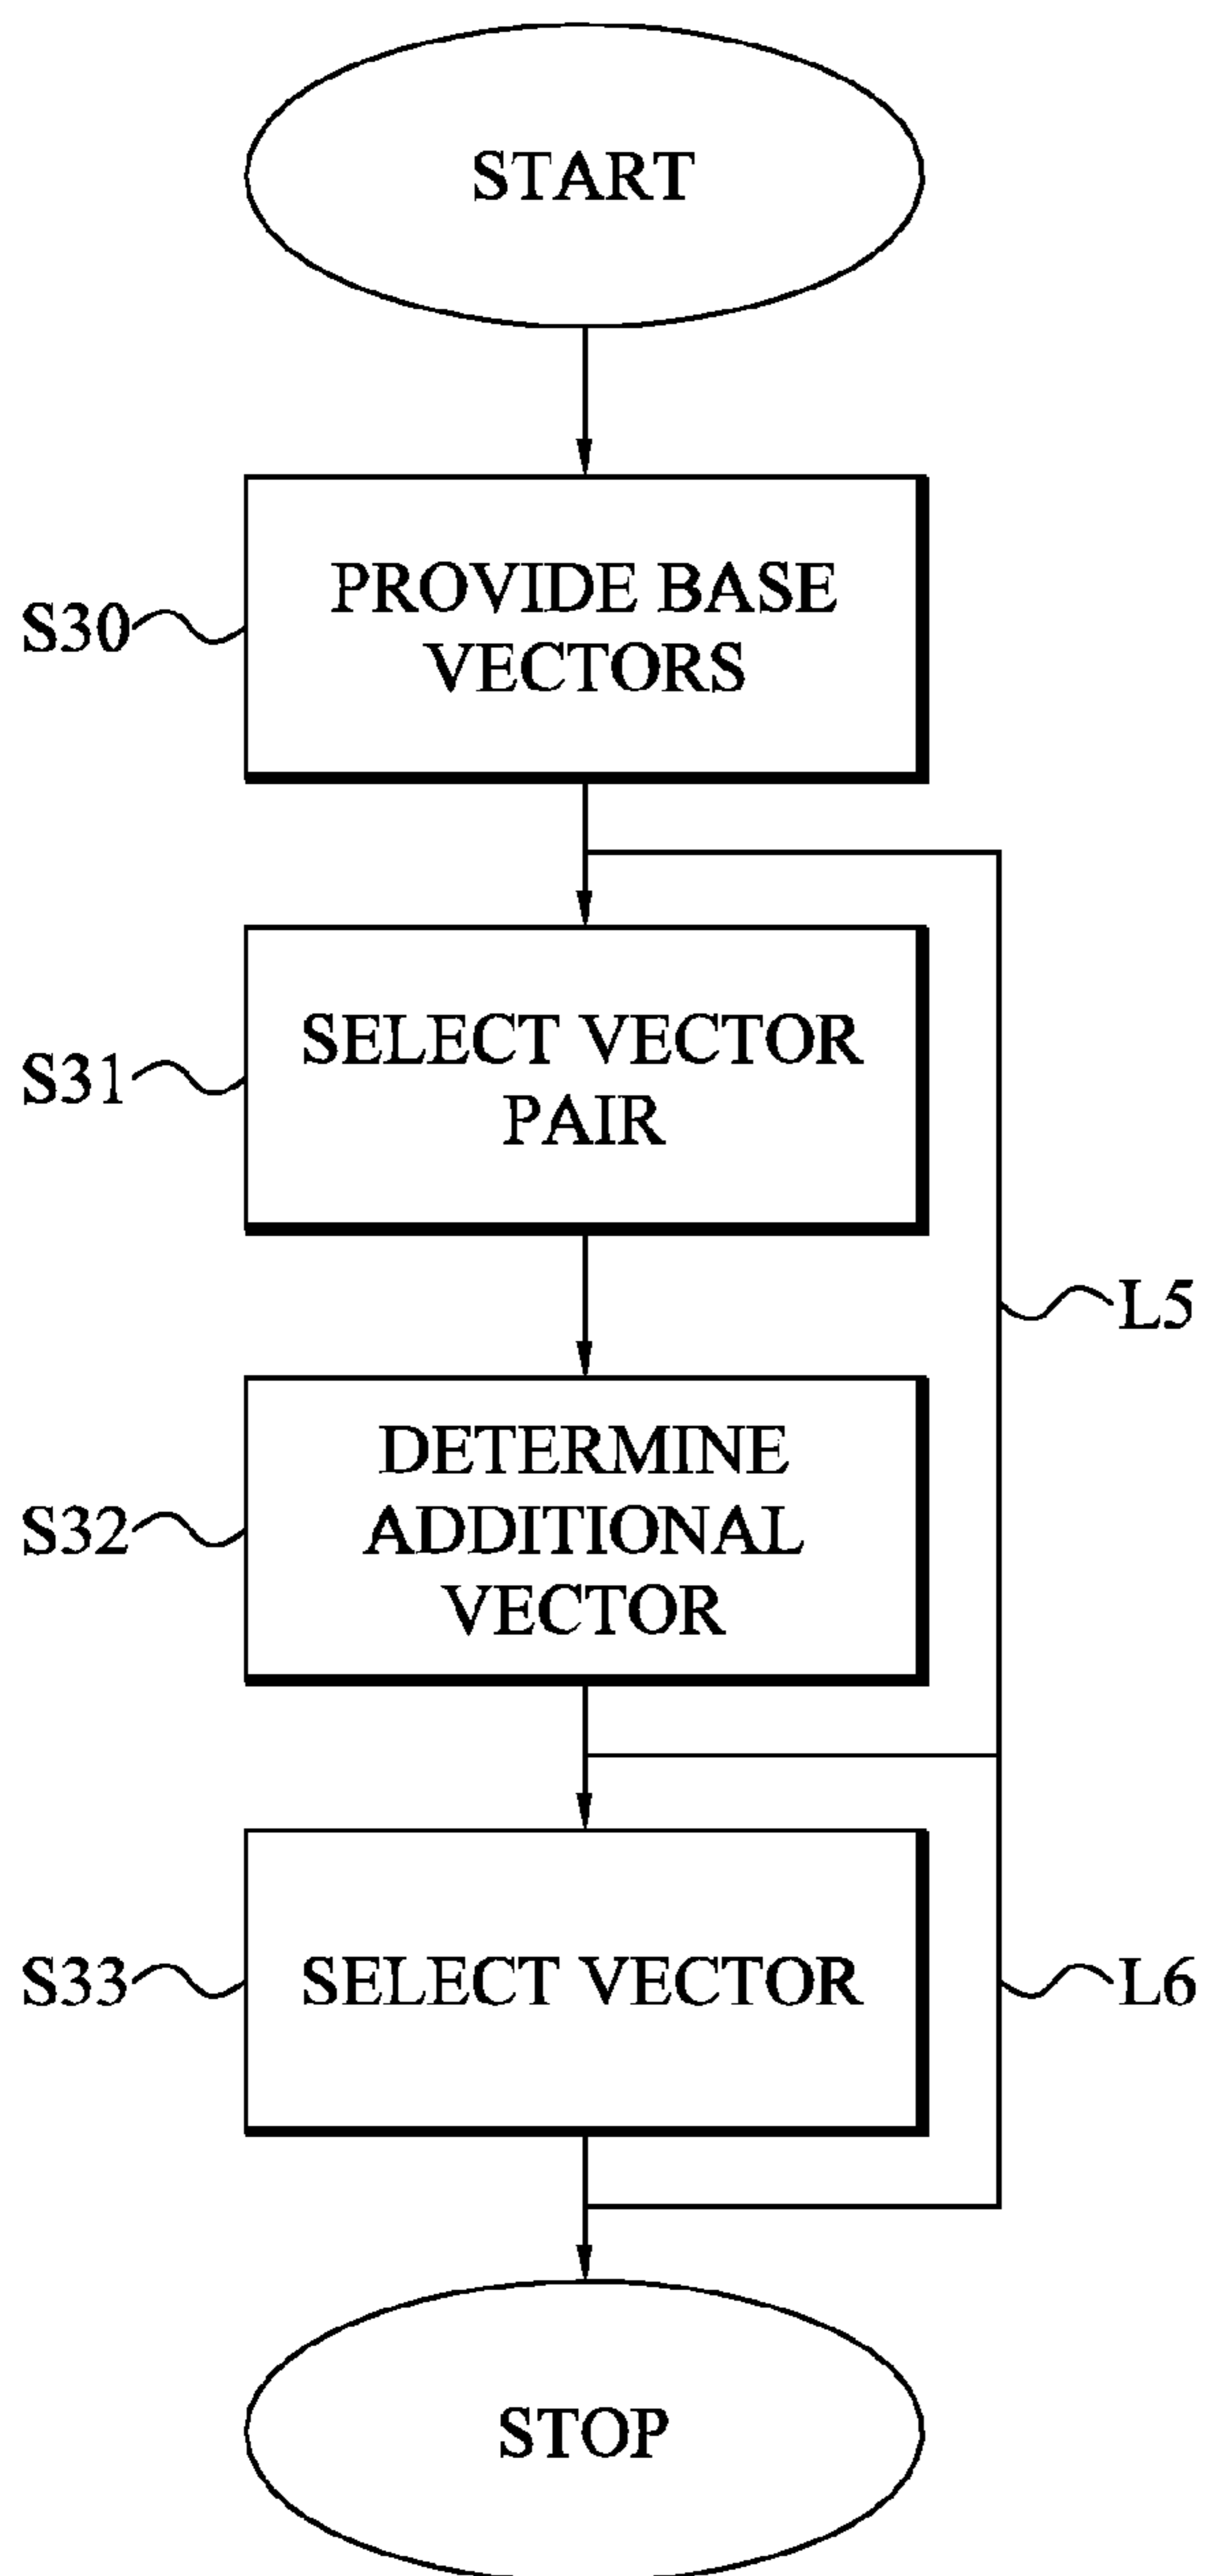 START
S30
PROVIDE BASE
VECTORS
S31
SELECT VECTOR
PAIR
L5
S32
DETERMINE
ADDITIONAL
VECTOR
S33
SELECT VECTOR
L6
STOP